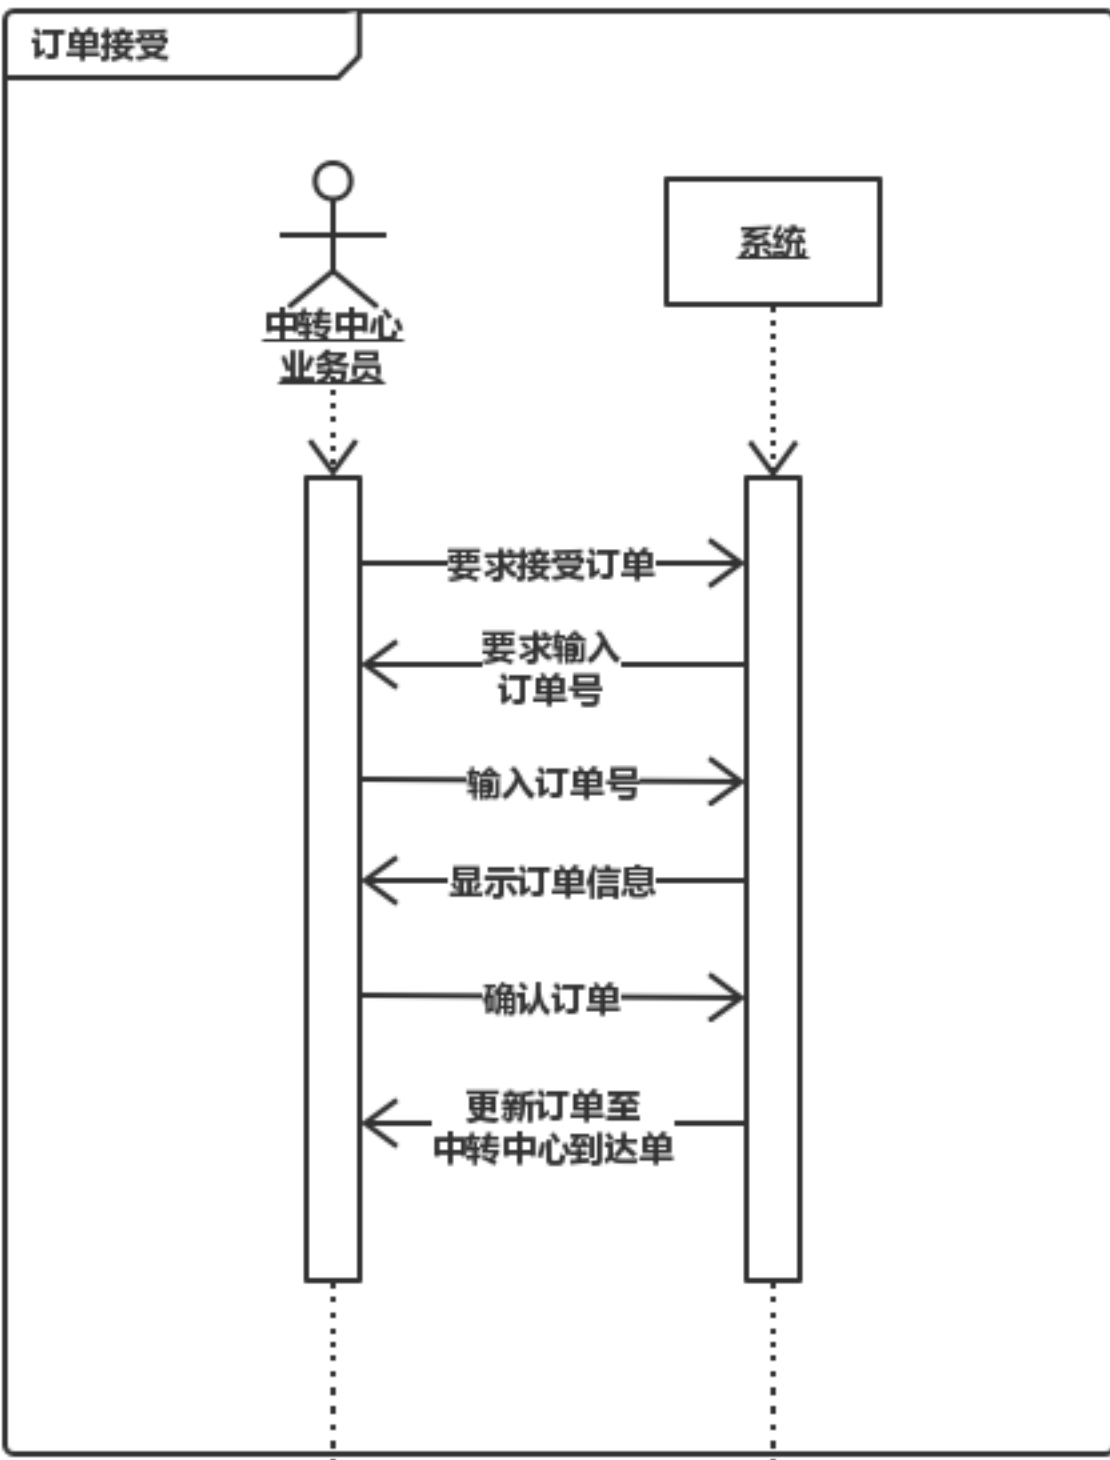 订单接受
系统
中转中心
业务员
要求接受订单
要求输入
订单号
输入订单号
显示订单信息
确认订单
更新订单至
中转中心到达单